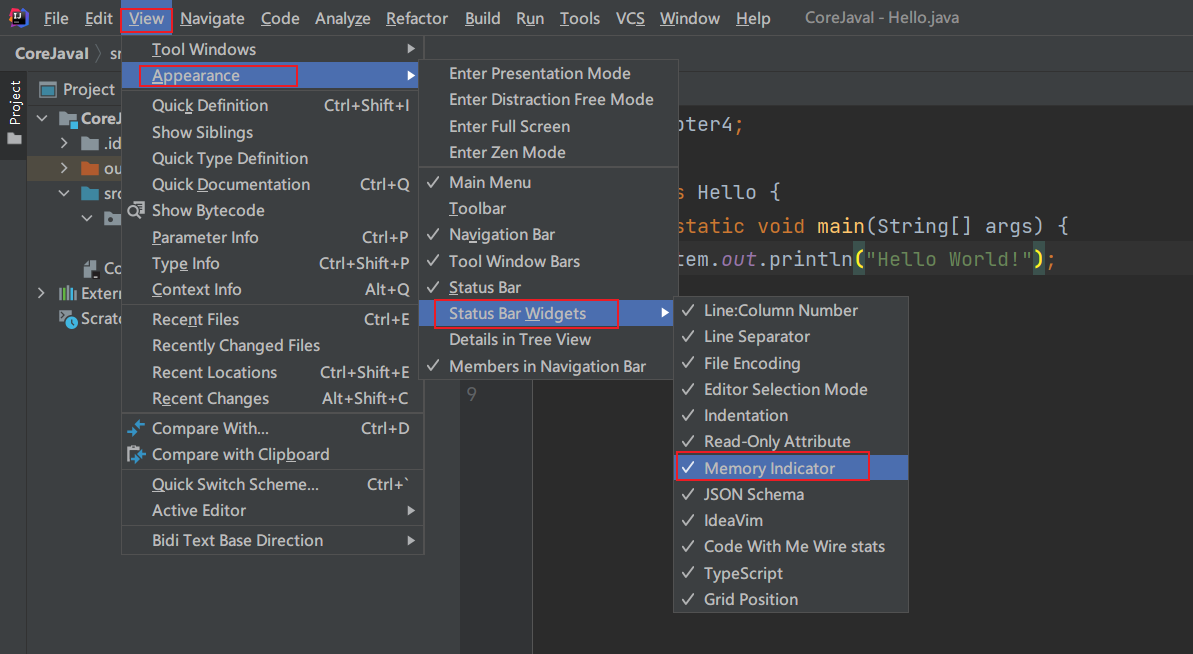 File Edit View Navigate Code Analyze Refactor Build Run Tools VCS Window Help CoreJavaI - Hello.java
CoreJavaI
Project
Project
CoreJ
.id
ou
src
Co
Extern
Scratc
Tool Windows
Appearance
Quick Definition Ctrl+Shift+I
Show Siblings
Quick Type Definition
Quick Documentation Ctrl+Q
Show Bytecode
Parameter Info Ctrl+P
Type Info Ctrl+Shift+P
Context Info Alt+Q
Recent Files Ctrl+E
Recently Changed Files
Recent Locations Ctrl+Shift+E
Recent Changes Alt+Shift+C
Compare With... Ctrl+D
Compare with Clipboard
Quick Switch Scheme... Ctrl+`
Active Editor
Bidi Text Base Direction
Enter Presentation Mode
Enter Distraction Free Mode
Enter Full Screen
Enter Zen Mode
Main Menu
Toolbar
Navigation Bar
Tool Window Bars
Status Bar
Status Bar Widgets
Details in Tree View
Members in Navigation Bar
Line:Column Number
Line Separator
File Encoding
Editor Selection Mode
Indentation
Read-Only Attribute
Memory Indicator
JSON Schema
IdeaVim
Code With Me Wire stats
TypeScript
Grid Position
pter4;
s Hello {
static void main(String[] args) {
tem.out.println("Hello World!");
9